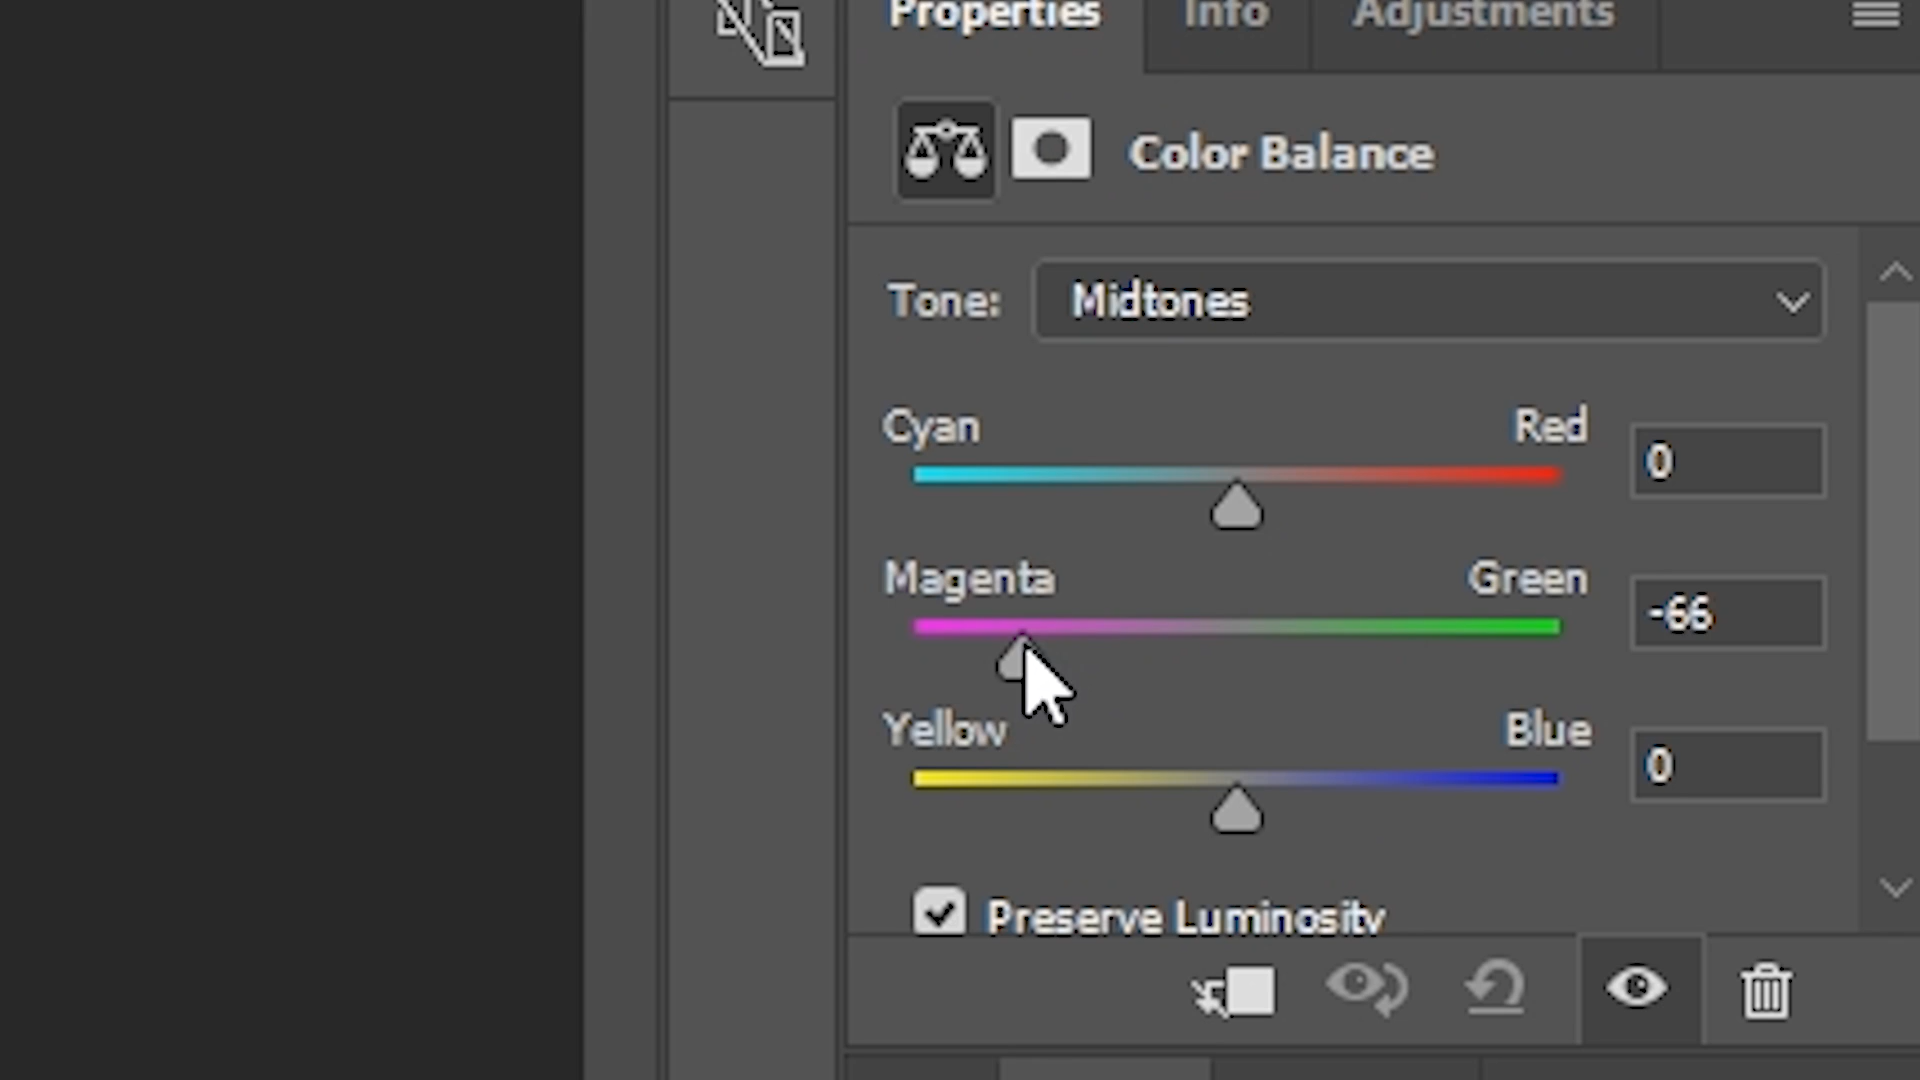 Properties Info Adjustments
Color Balance
Tone: Midtones
Cyan Red 0
Magenta Green -66
Yellow Blue 0
Preserve Luminosity